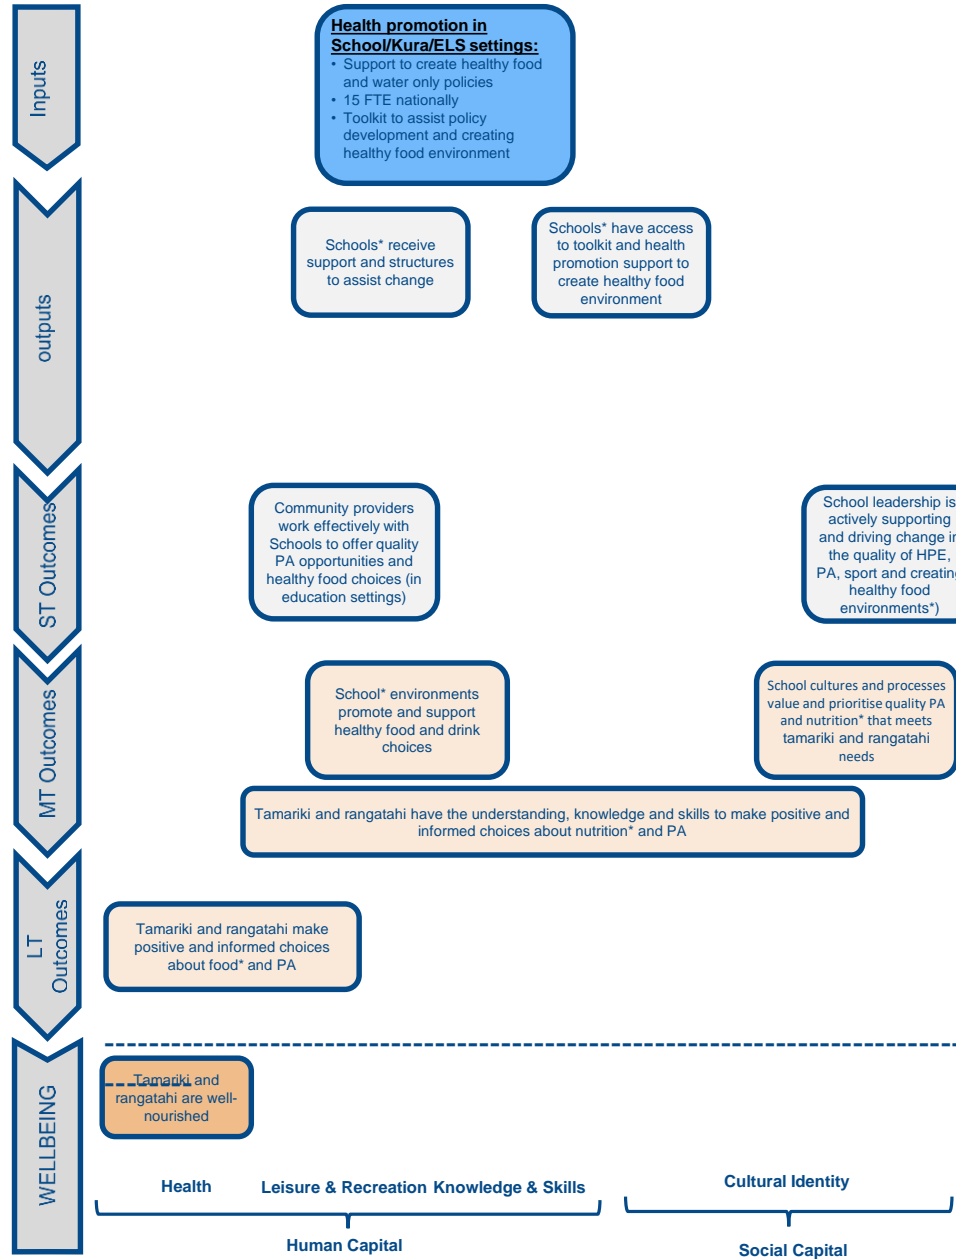 Inputs
Health promotion in
School/Kura/ELS settings:
• Support to create healthy food
and water only policies
• 15 FTE nationally
• Toolkit to assist policy
development and creating
healthy food environment
outputs
Schools* receive
support and structures
to assist change
Schools* have access
to toolkit and health
promotion support to
create healthy food
environment
ST Outcomes
Community providers
work effectively with
Schools to offer quality
PA opportunities and
healthy food choices (in
education settings)
School leadership is
actively supporting
and driving change in
the quality of HPE,
PA, sport and creating
healthy food
environments*)
MT Outcomes
School* environments
promote and support
healthy food and drink
choices
School cultures and processes
value and prioritise quality PA
and nutrition* that meets
tamariki and rangatahi
needs
Tamariki and rangatahi have the understanding, knowledge and skills to make positive and
informed choices about nutrition* and PA
LT
Outcomes
Tamariki and rangatahi make
positive and informed choices
about food* and PA
WELLBEING
Tamariki and
rangatahi are well-
nourished
Health
Leisure & Recreation Knowledge & Skills
Cultural Identity
Human Capital
Social Capital